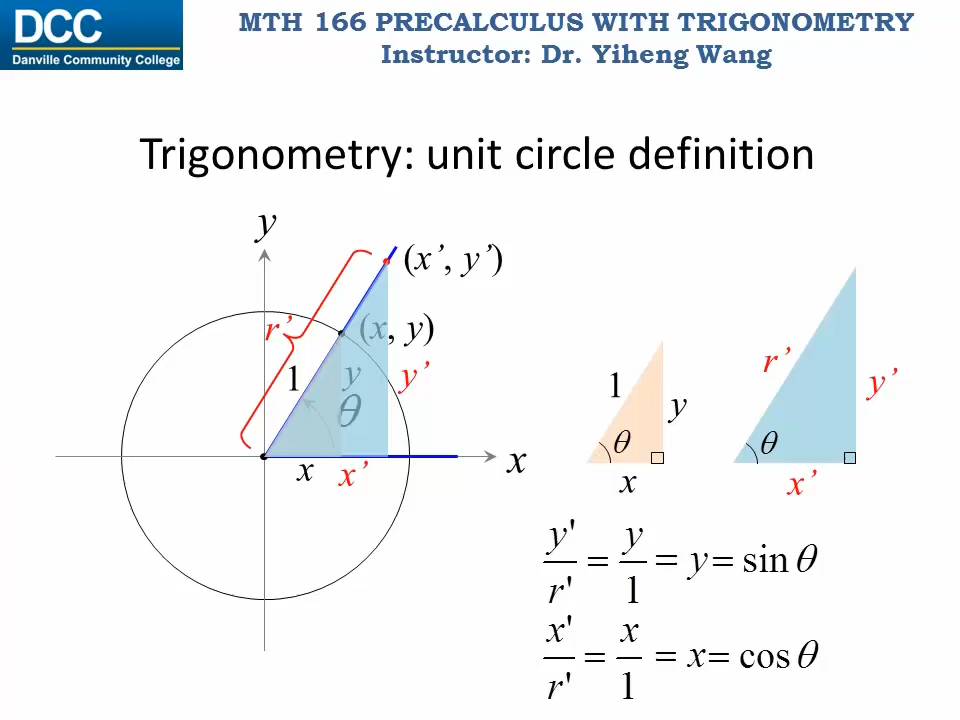 DCC
Danville Community College
MTH 166 PRECALCULUS WITH TRIGONOMETRY
Instructor: Dr. Yiheng Wang
Trigonometry: unit circle definition
y
(x’, y’)
r’
(x, y)
1
y
y’
θ
x
x’
x
1
y
θ
x
r’
y’
θ
x’
y'/r' = y/1 = y = sin θ
x'/r' = x/1 = x = cos θ